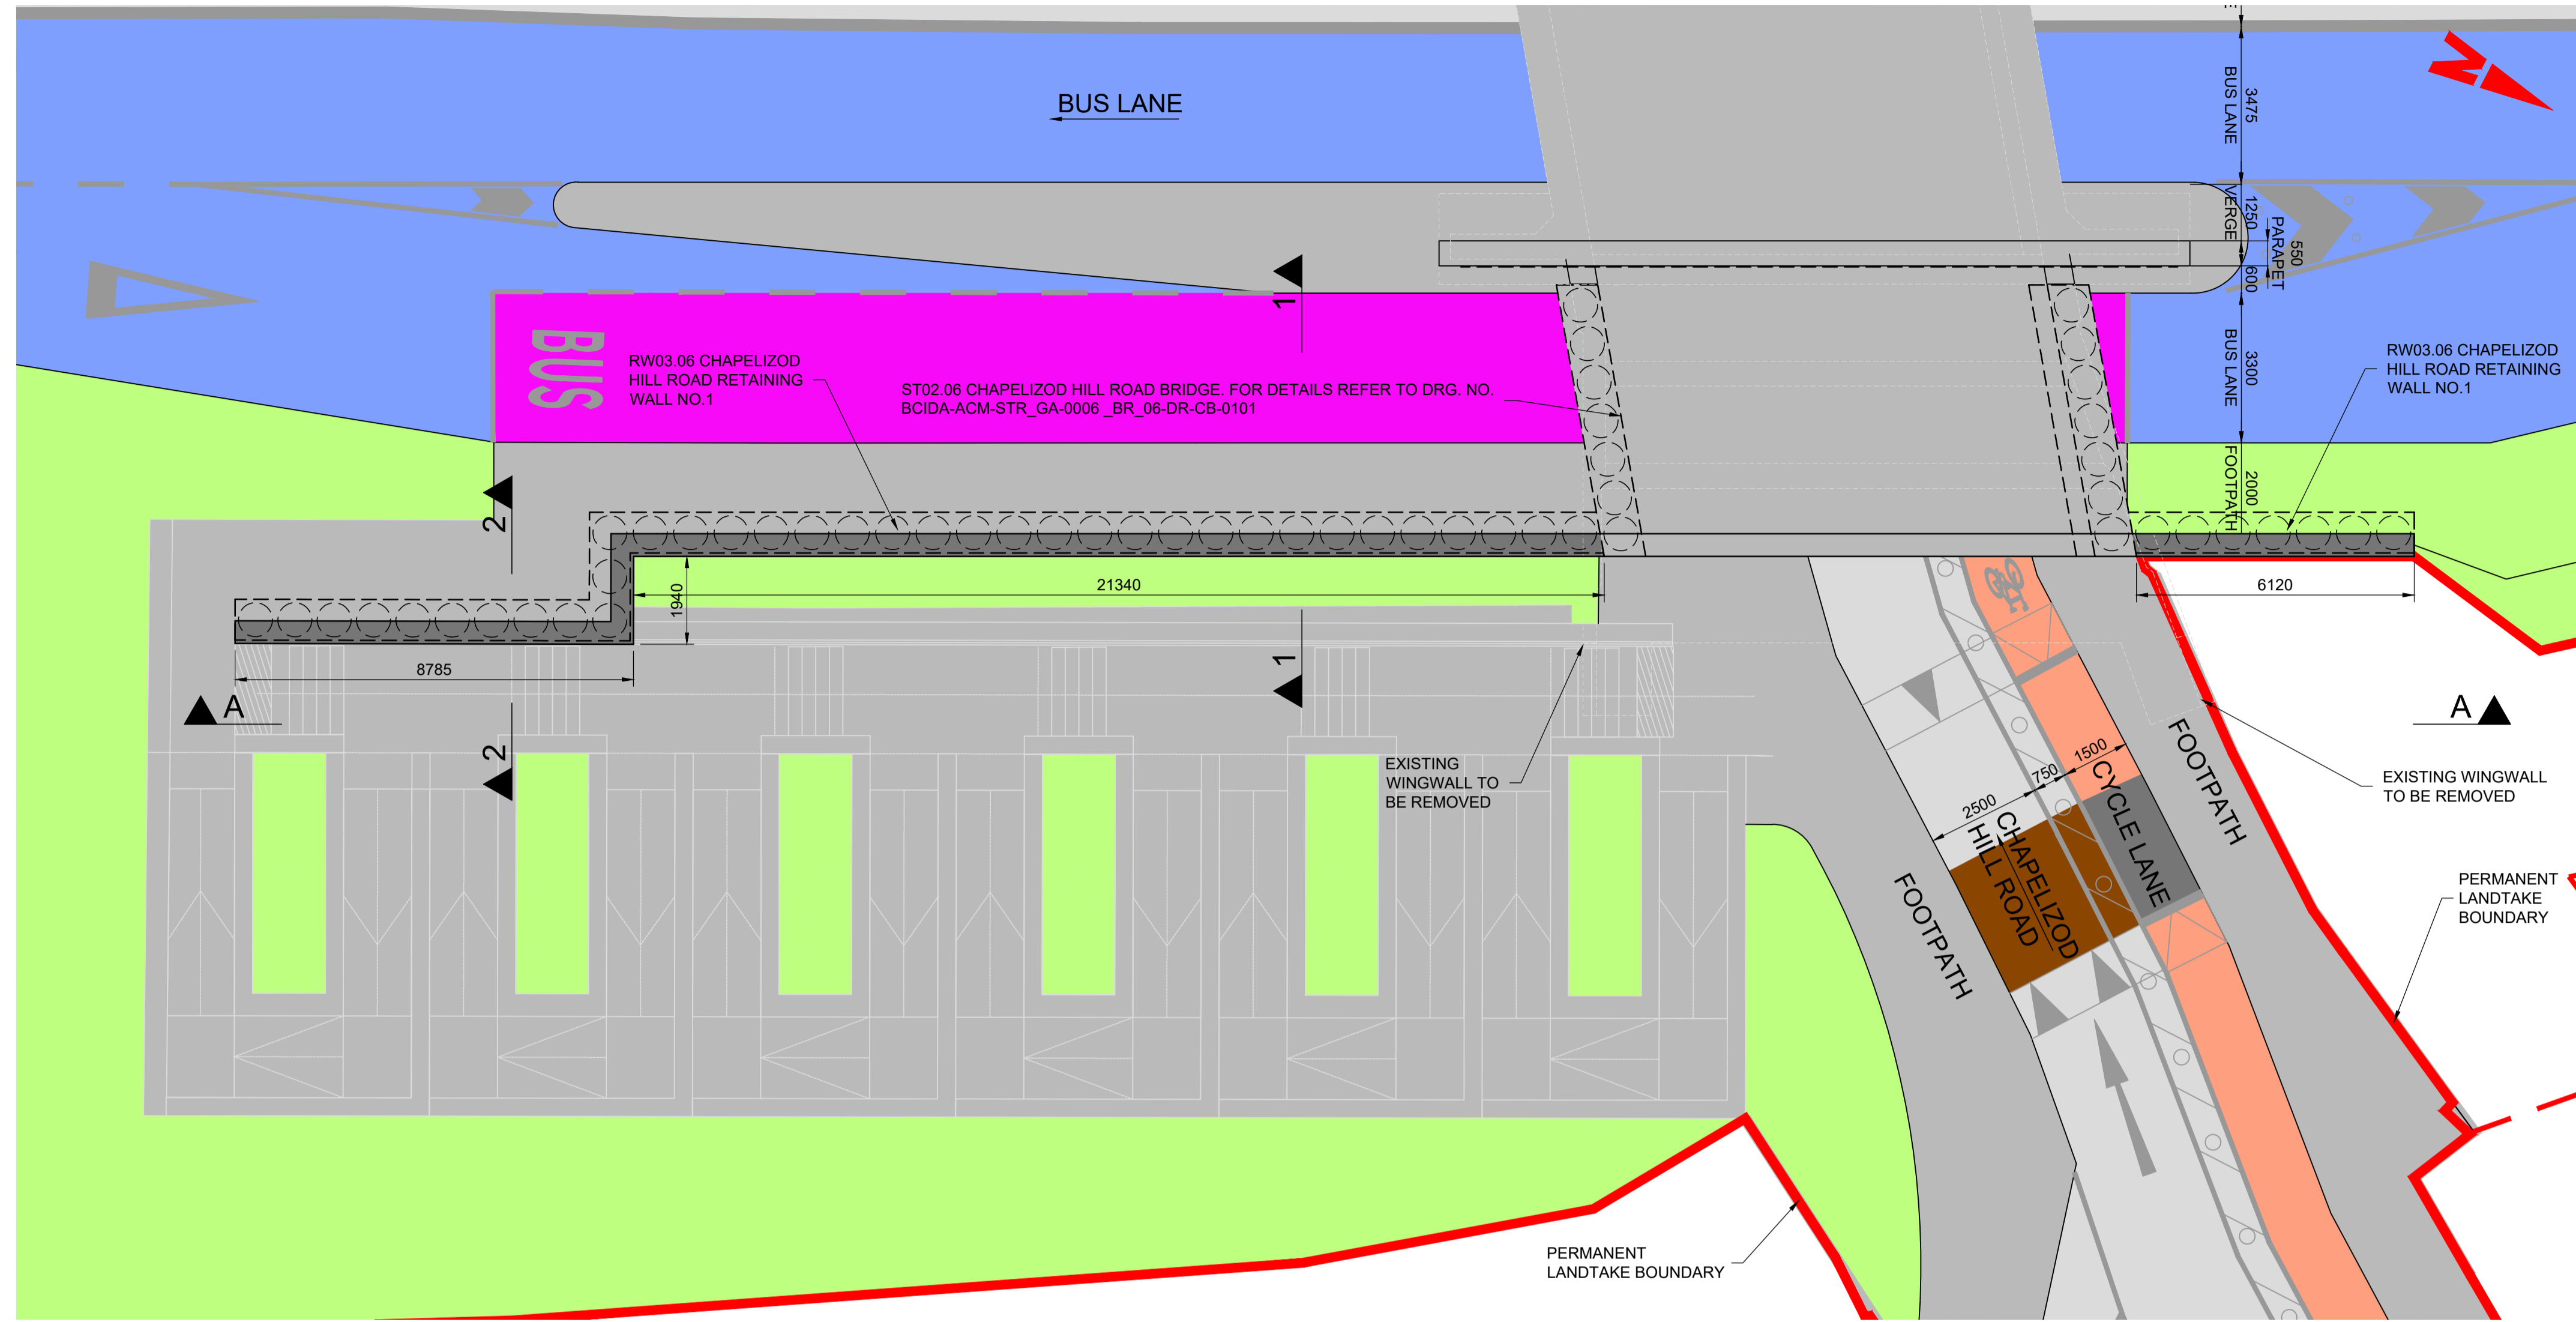 BUS LANE
3475
BUS LANE
1250
VERGE
550
PARAPET
600
3300
BUS LANE
2000
FOOTPATH
N
1
BUS
RW03.06 CHAPELIZOD
HILL ROAD RETAINING
WALL NO.1
ST02.06 CHAPELIZOD HILL ROAD BRIDGE. FOR DETAILS REFER TO DRG. NO.
BCIDA-ACM-STR_GA-0006 _BR_06-DR-CB-0101
RW03.06 CHAPELIZOD
HILL ROAD RETAINING
WALL NO.1
2
1940
21340
6120
8785
1
A
A
2
EXISTING
WINGWALL TO
BE REMOVED
EXISTING WINGWALL
TO BE REMOVED
2500
750
1500
CHAPELIZOD
HILL ROAD
CYCLE LANE
FOOTPATH
FOOTPATH
PERMANENT
LANDTAKE
BOUNDARY
PERMANENT
LANDTAKE BOUNDARY